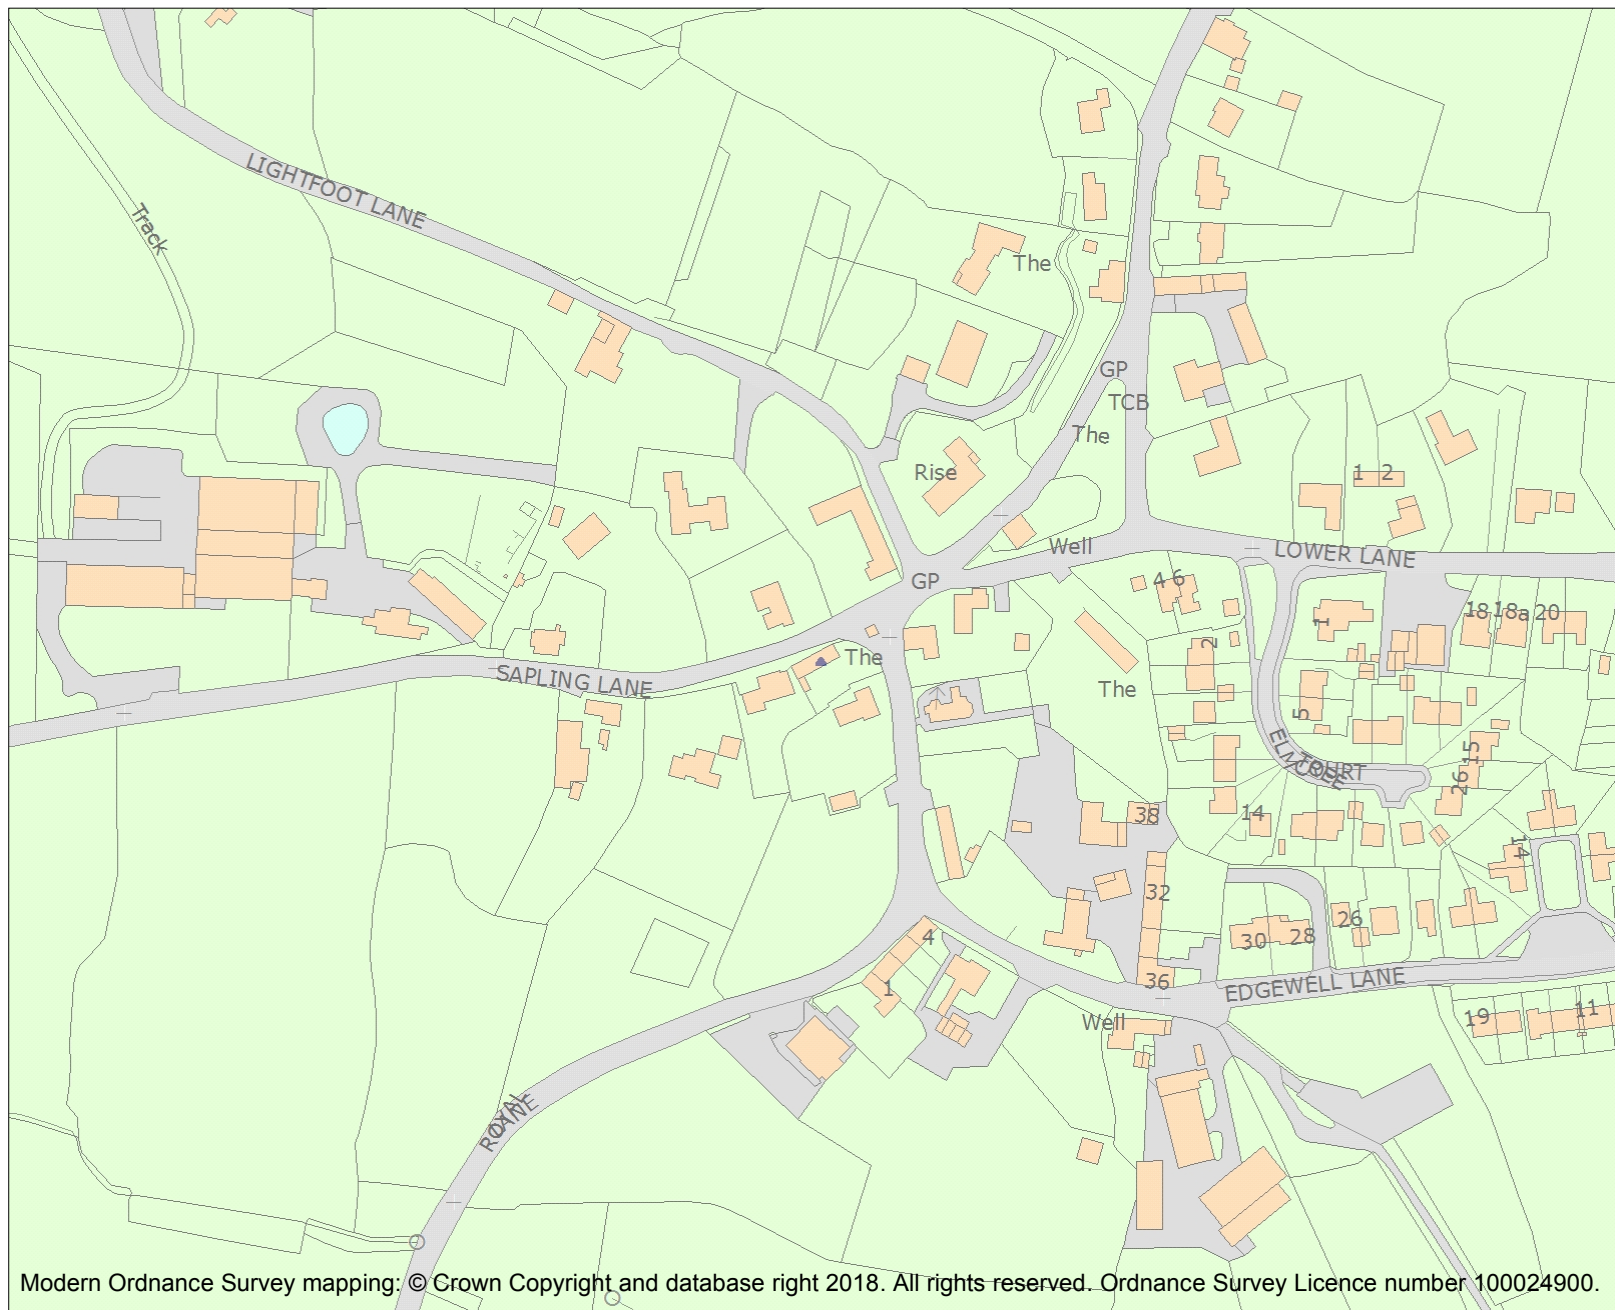 LIGHTFOOT LANE
Track
The
GP
TCB
The
Rise
1 2
Well
LOWER LANE
GP
4 6
18 18a 20
1
2
The
SAPLING LANE
The
5
ELM
COURT
15
26
38
14
14
32
26
4
30 28
1
36
EDGEWELL LANE
Well
19
11
ROYAL
LANE
Modern Ordnance Survey mapping: © Crown Copyright and database right 2018. All rights reserved. Ordnance Survey Licence number 100024900.